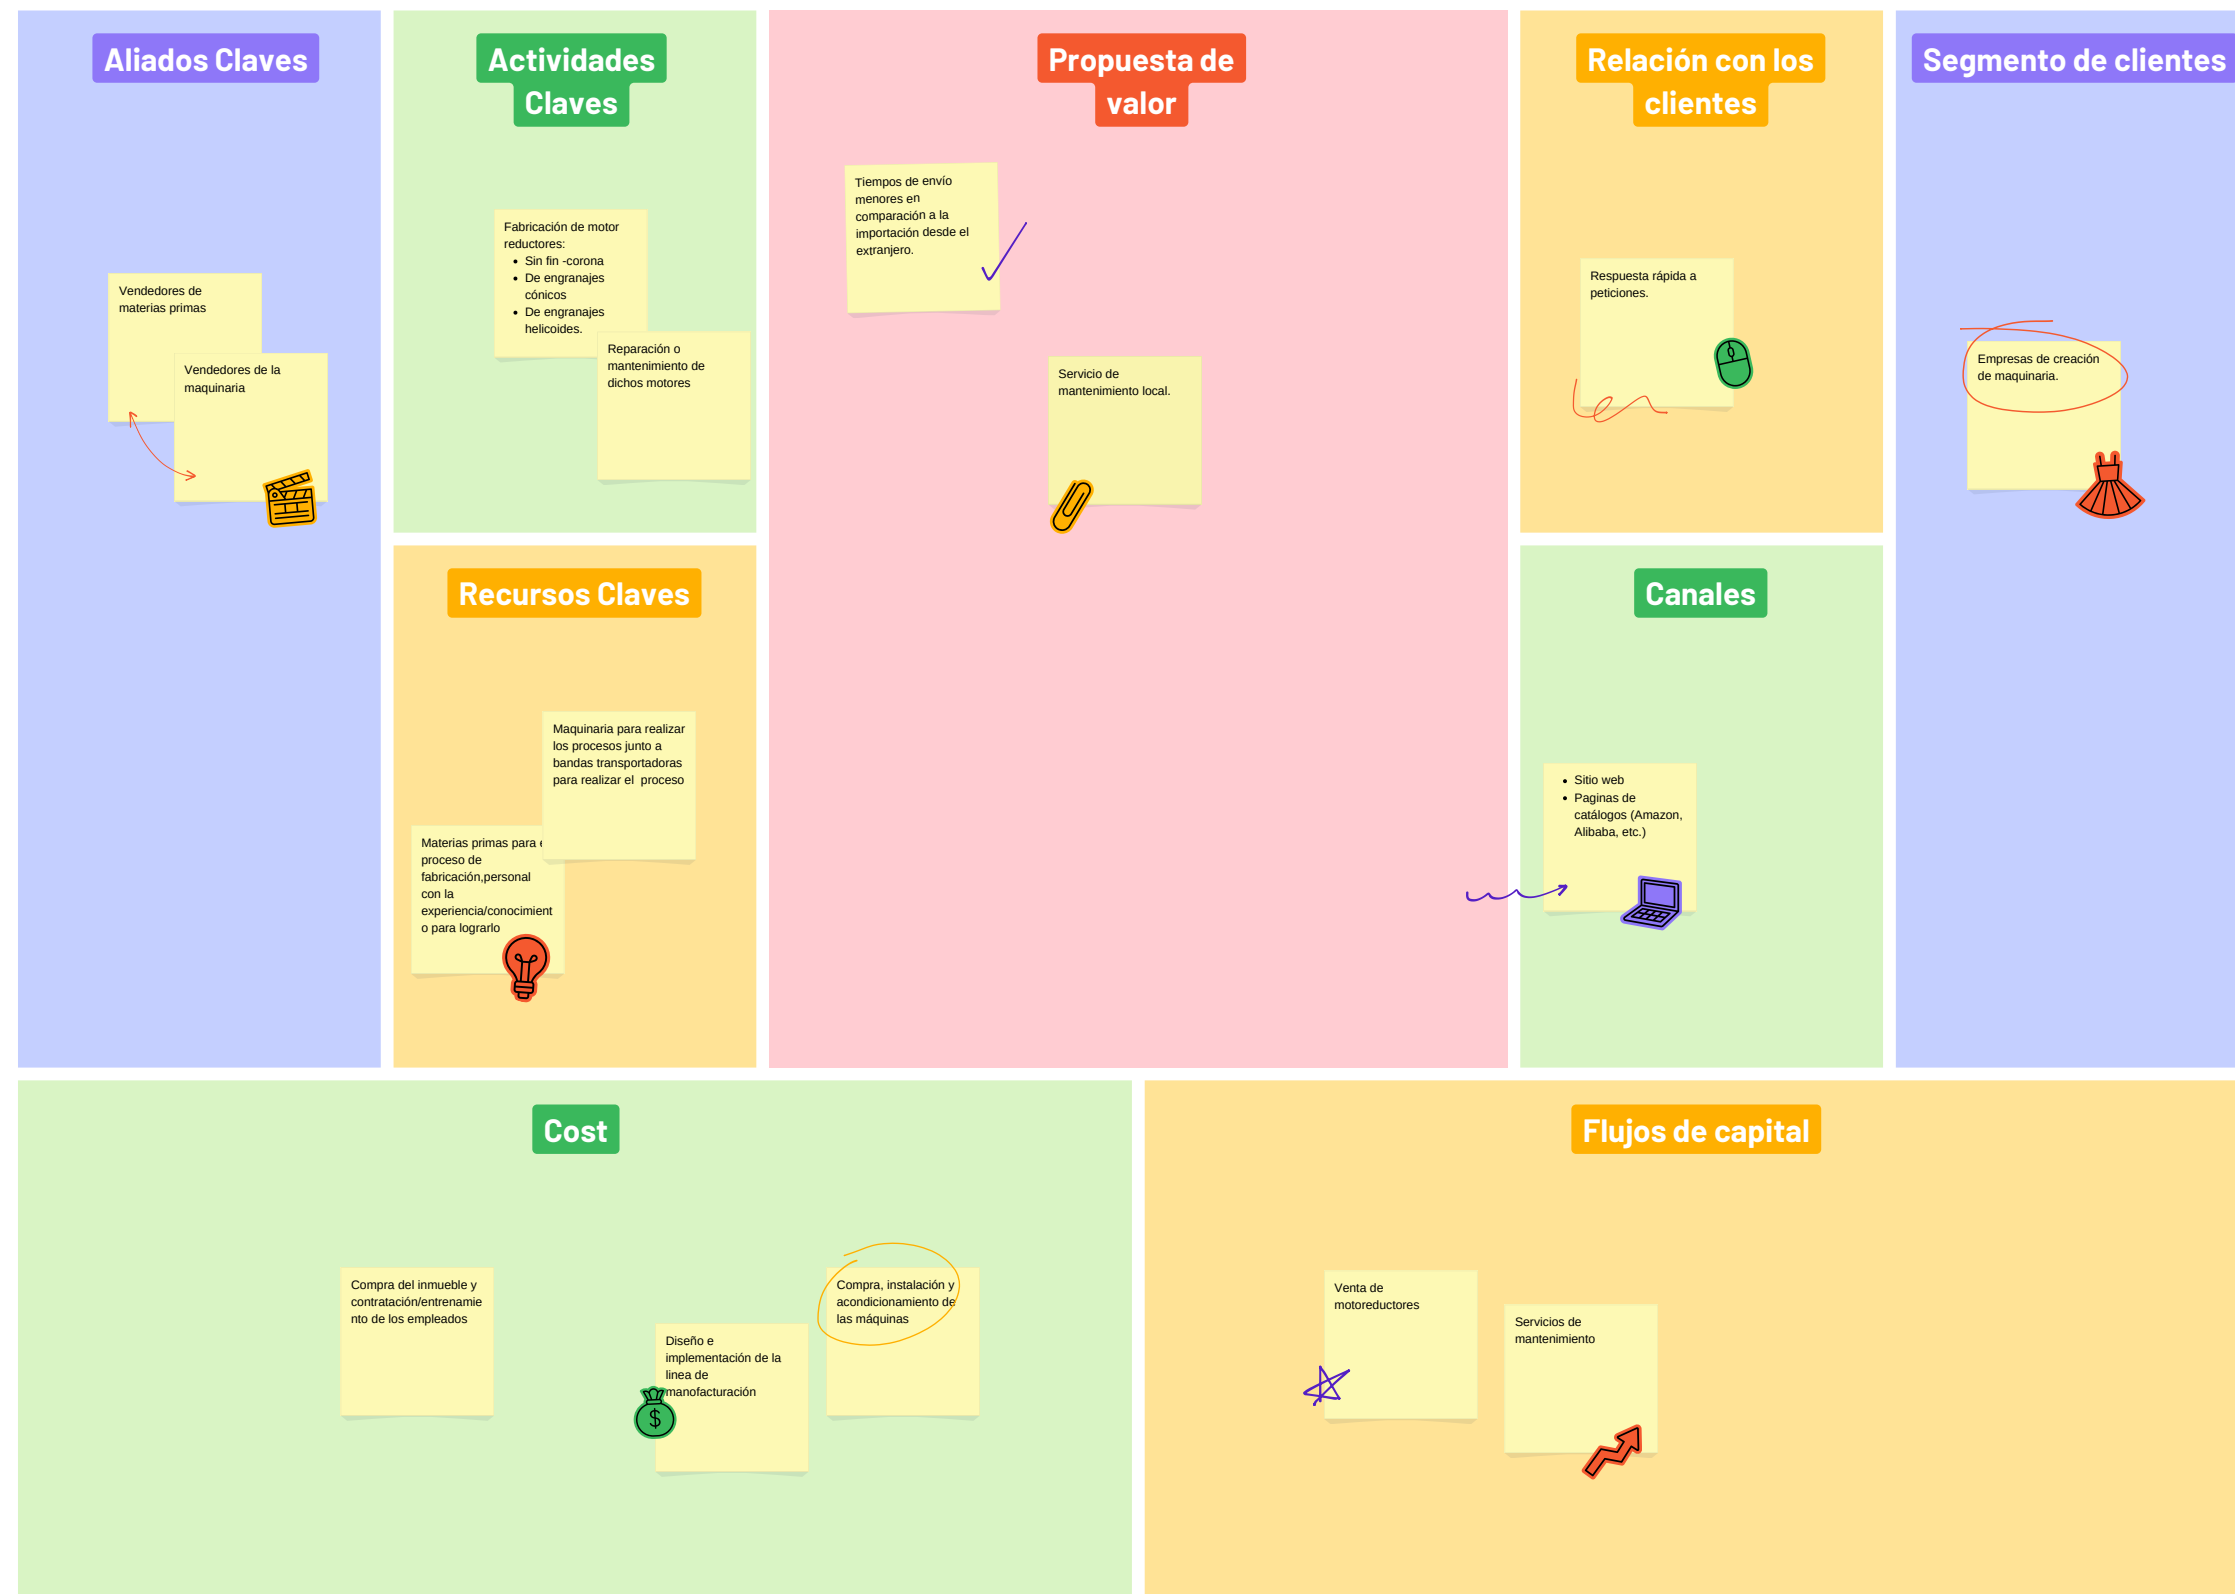 Aliados Claves
Vendedores de
materias primas
Vendedores de la
maquinaria
Actividades
Claves
Fabricación de motor
reductores:
• Sin fin -corona
• De engranajes
cónicos
• De engranajes
helicoides.
Reparación o
mantenimiento de
dichos motores
Recursos Claves
Maquinaria para realizar
los procesos junto a
bandas transportadoras
para realizar el  proceso
Materias primas para
proceso de
fabricación,personal
con la
experiencia/conocimient
o para lograrlo
Propuesta de
valor
Tiempos de envío
menores en
comparación a la
importación desde el
extranjero.
Servicio de
mantenimiento local.
Relación con los
clientes
Respuesta rápida a
peticiones.
Canales
• Sitio web
• Paginas de
catálogos (Amazon,
Alibaba, etc.)
Segmento de clientes
Empresas de creación
de maquinaria.
Cost
Compra del inmueble y
contratación/entrenamie
nto de los empleados
Diseño e
implementación de la
linea de
manofacturación
$
Compra, instalación y
acondicionamiento de
las máquinas
Flujos de capital
Venta de
motoreductores
Servicios de
mantenimiento